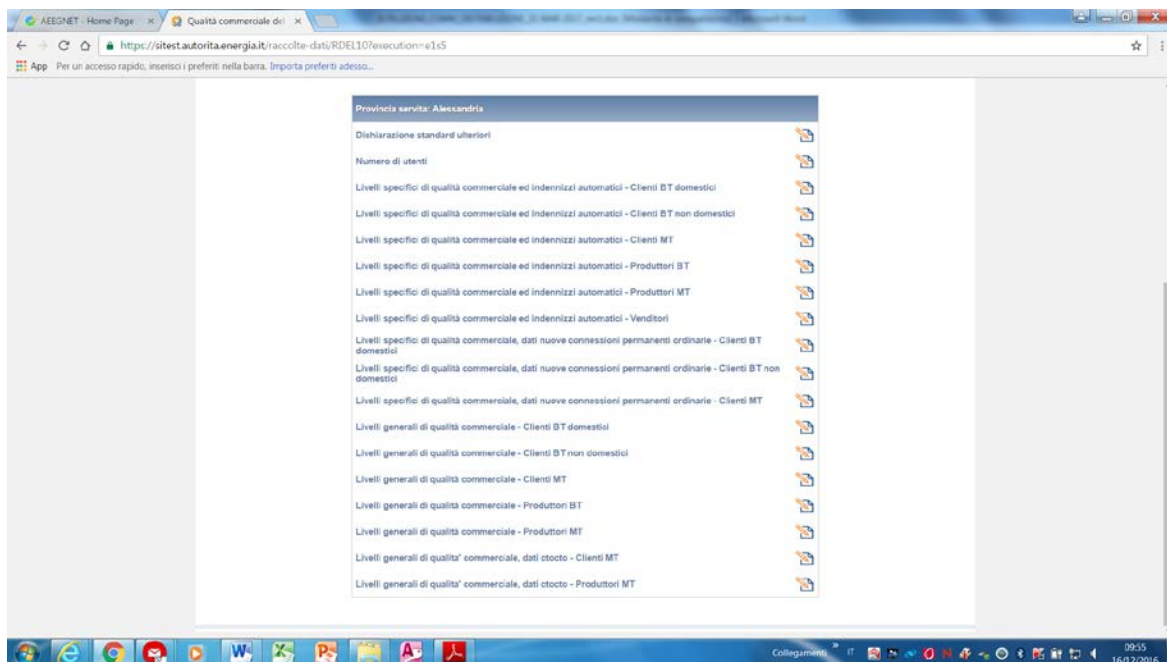 AEEGNET - Home Page
Qualità commerciale del
https://sitest.autorita.energia.it/raccolte-dati/RDEL10?execution=e1s5
App Per un accesso rapido, inserisci i preferiti nella barra. Importa preferiti adesso...
Provincia servita: Alessandria
Dichiarazione standard ulteriori
Numero di utenti
Livelli specifici di qualità commerciale ed indennizzi automatici - Clienti BT domestici
Livelli specifici di qualità commerciale ed indennizzi automatici - Clienti BT non domestici
Livelli specifici di qualità commerciale ed indennizzi automatici - Clienti MT
Livelli specifici di qualità commerciale ed indennizzi automatici - Produttori BT
Livelli specifici di qualità commerciale ed indennizzi automatici - Produttori MT
Livelli specifici di qualità commerciale ed indennizzi automatici - Venditori
Livelli specifici di qualità commerciale, dati nuove connessioni permanenti ordinarie - Clienti BT
domestici
Livelli specifici di qualità commerciale, dati nuove connessioni permanenti ordinarie - Clienti BT non
domestici
Livelli specifici di qualità commerciale, dati nuove connessioni permanenti ordinarie - Clienti MT
Livelli generali di qualità commerciale - Clienti BT domestici
Livelli generali di qualità commerciale - Clienti BT non domestici
Livelli generali di qualità commerciale - Clienti MT
Livelli generali di qualità commerciale - Produttori BT
Livelli generali di qualità commerciale - Produttori MT
Livelli generali di qualita' commerciale, dati ctocto - Clienti MT
Livelli generali di qualita' commerciale, dati ctocto - Produttori MT
Collegamenti
IT
09:55
16/12/2016